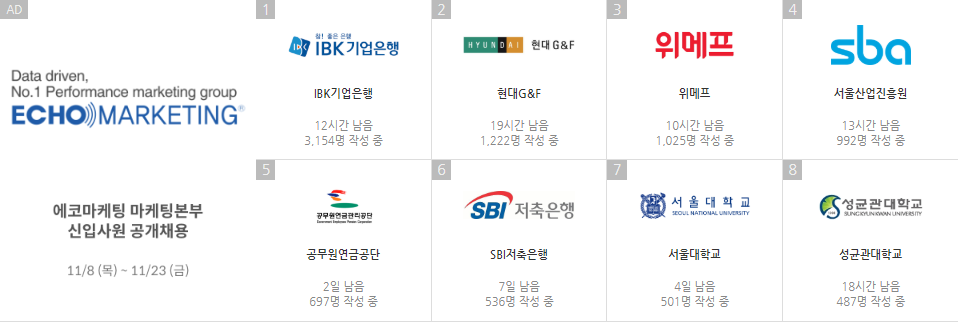 AD
Data driven,
No.1 Performance marketing group
ECHO MARKETING®
에코마케팅 마케팅본부
신입사원 공개채용
11/8 (목) ~ 11/23 (금)
1
참! 좋은 은행
IBK기업은행
IBK기업은행
12시간 남음
3,154명 작성 중
2
HYUNDAI 현대 G&F
현대G&F
19시간 남음
1,222명 작성 중
3
위메프
위메프
10시간 남음
1,025명 작성 중
4
sba
서울산업진흥원
13시간 남음
992명 작성 중
5
공무원연금관리공단
Government Employees Pension Corporation
공무원연금공단
2일 남음
697명 작성 중
6
SBI 저축은행
SBI저축은행
7일 남음
536명 작성 중
7
서울대학교
SEOUL NATIONAL UNIVERSITY
서울대학교
4일 남음
501명 작성 중
8
성균관대학교
SUNGKYUNKWAN UNIVERSITY
성균관대학교
18시간 남음
487명 작성 중